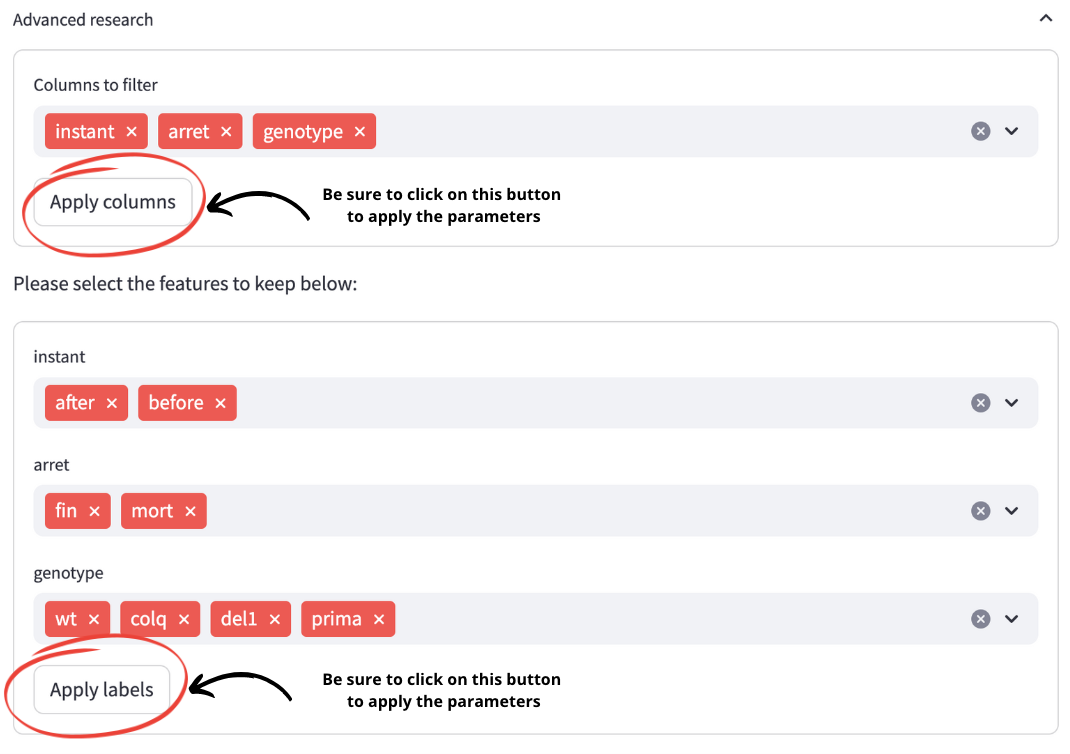 Advanced research
Columns to filter
instant arret genotype
Apply columns
Be sure to click on this button
to apply the parameters
Please select the features to keep below:
instant
after before
arret
fin mort
genotype
wt colq del1 prima
Apply labels
Be sure to click on this button
to apply the parameters